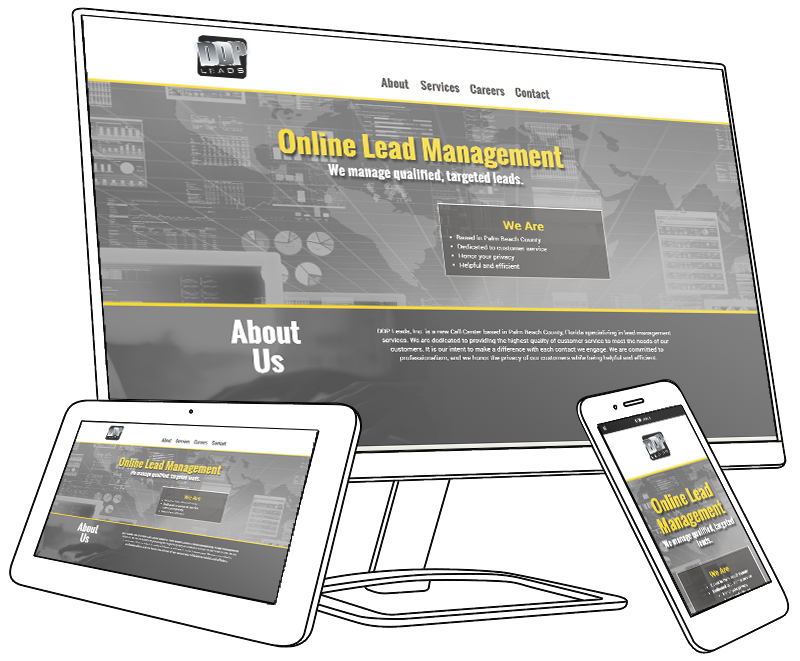 DDP
LEADS
About Services Careers Contact
Online Lead Management
We manage qualified, targeted leads.
We Are
• Based in Palm Beach County
• Dedicated to customer service
• Honor your privacy
• Helpful and efficient
About
Us
DDP Leads, Inc. is a new Call Center based in Palm Beach County, Florida specializing in lead management
services. We are dedicated to providing the highest quality of customer service to meet the needs of our
customers. It is our intent to make a difference with each contact we engage. We are committed to
professionalism, and we honor the privacy of our customers while being helpful and efficient.
About Services Careers Contact
Online Lead Management
We manage qualified, targeted leads.
We Are
About
Us
DDP
LEADS
Online Lead
Management
We manage qualified, targeted
leads.
We Are